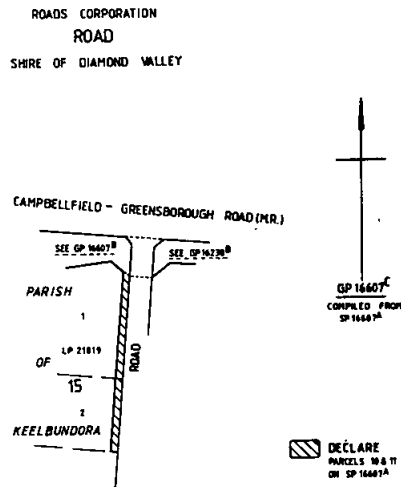 ROADS CORPORATION
ROAD
SHIRE OF DIAMOND VALLEY
CAMPBELLFIELD - GREENSBOROUGH ROAD (M.R.)
SEE GP 16607B
SEE GP 16238B
GP 16607C
COMPILED FROM
SP 16607A
PARISH
1
LP 21819
OF
ROAD
15
2
KEELBUNDORA
DECLARE
PARCELS 10 & 11
ON SP 16607A